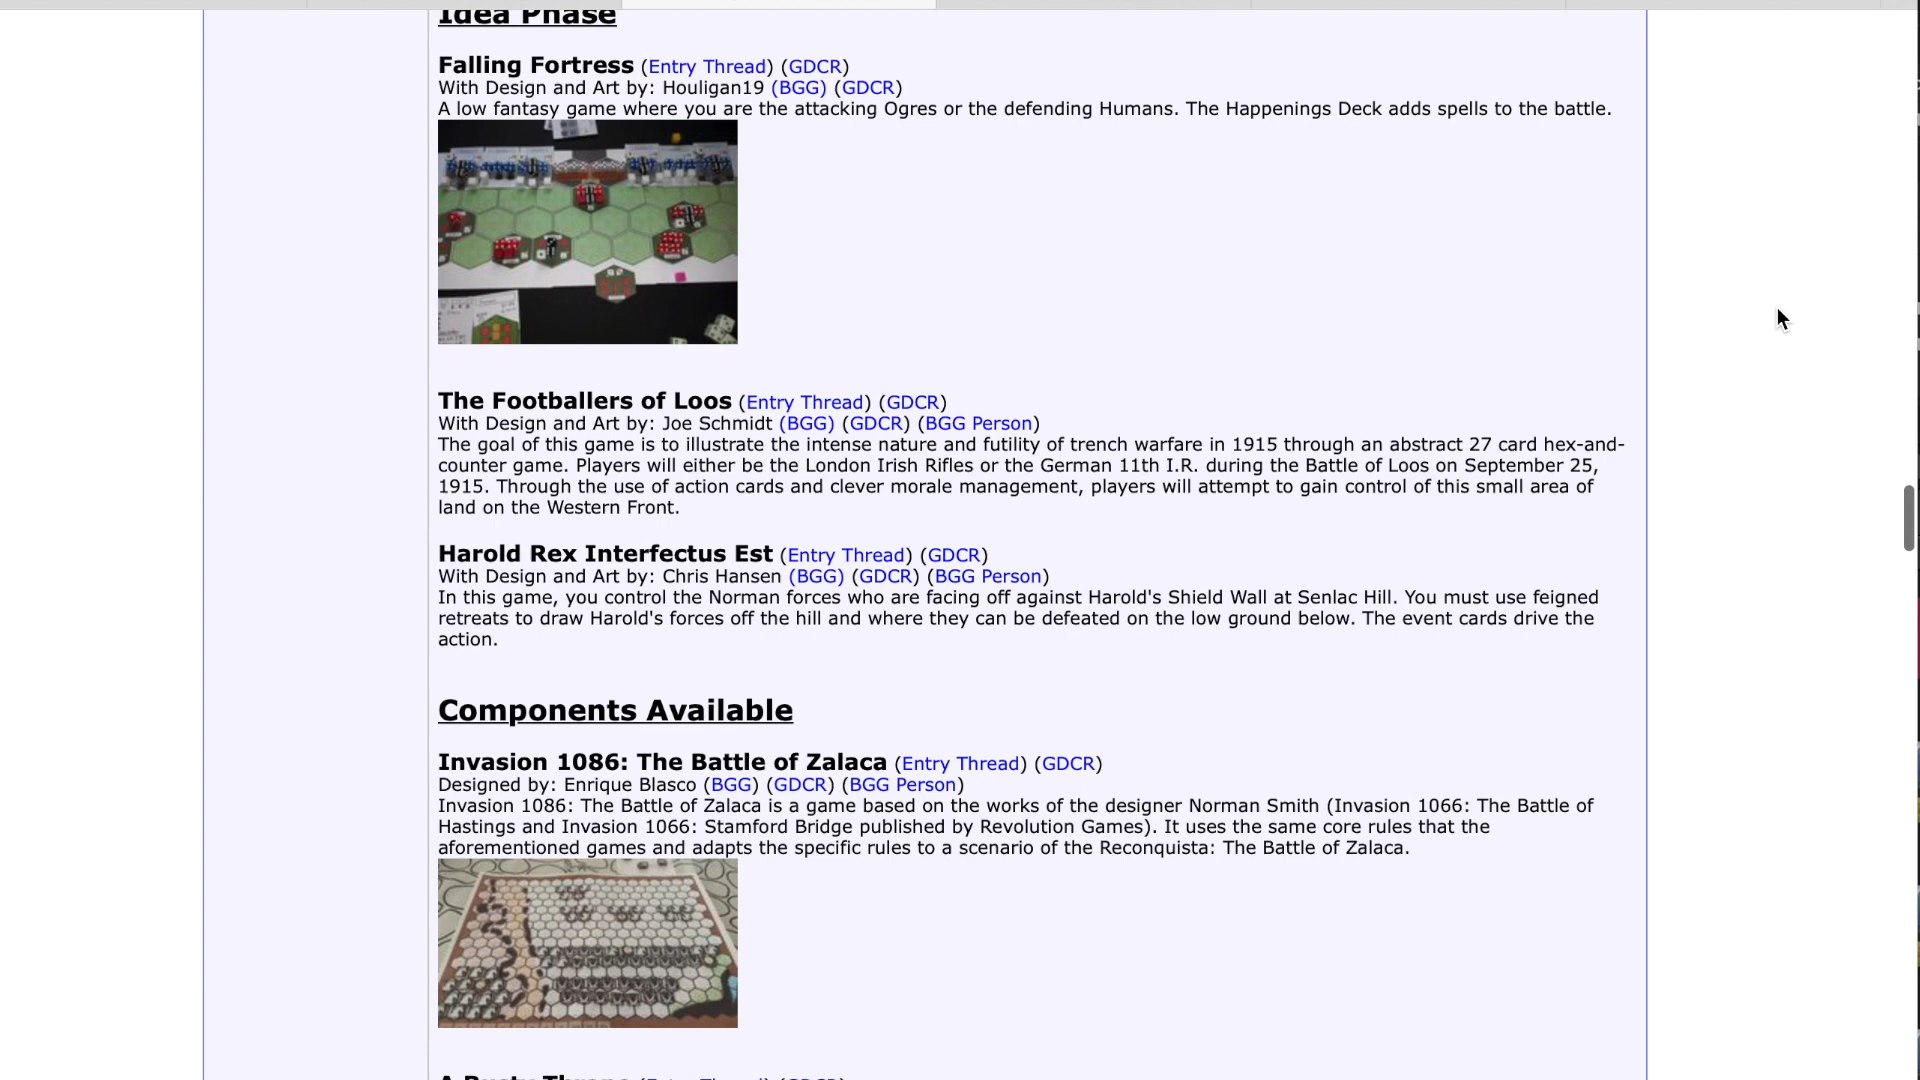 Idea Phase
Falling Fortress (Entry Thread) (GDCR)
With Design and Art by: Houligan19 (BGG) (GDCR)
A low fantasy game where you are the attacking Ogres or the defending Humans. The Happenings Deck adds spells to the battle.
The Footballers of Loos (Entry Thread) (GDCR)
With Design and Art by: Joe Schmidt (BGG) (GDCR) (BGG Person)
The goal of this game is to illustrate the intense nature and futility of trench warfare in 1915 through an abstract 27 card hex-and-
counter game. Players will either be the London Irish Rifles or the German 11th I.R. during the Battle of Loos on September 25,
1915. Through the use of action cards and clever morale management, players will attempt to gain control of this small area of
land on the Western Front.
Harold Rex Interfectus Est (Entry Thread) (GDCR)
With Design and Art by: Chris Hansen (BGG) (GDCR) (BGG Person)
In this game, you control the Norman forces who are facing off against Harold's Shield Wall at Senlac Hill. You must use feigned
retreats to draw Harold's forces off the hill and where they can be defeated on the low ground below. The event cards drive the
action.
Components Available
Invasion 1086: The Battle of Zalaca (Entry Thread) (GDCR)
Designed by: Enrique Blasco (BGG) (GDCR) (BGG Person)
Invasion 1086: The Battle of Zalaca is a game based on the works of the designer Norman Smith (Invasion 1066: The Battle of
Hastings and Invasion 1066: Stamford Bridge published by Revolution Games). It uses the same core rules that the
aforementioned games and adapts the specific rules to a scenario of the Reconquista: The Battle of Zalaca.